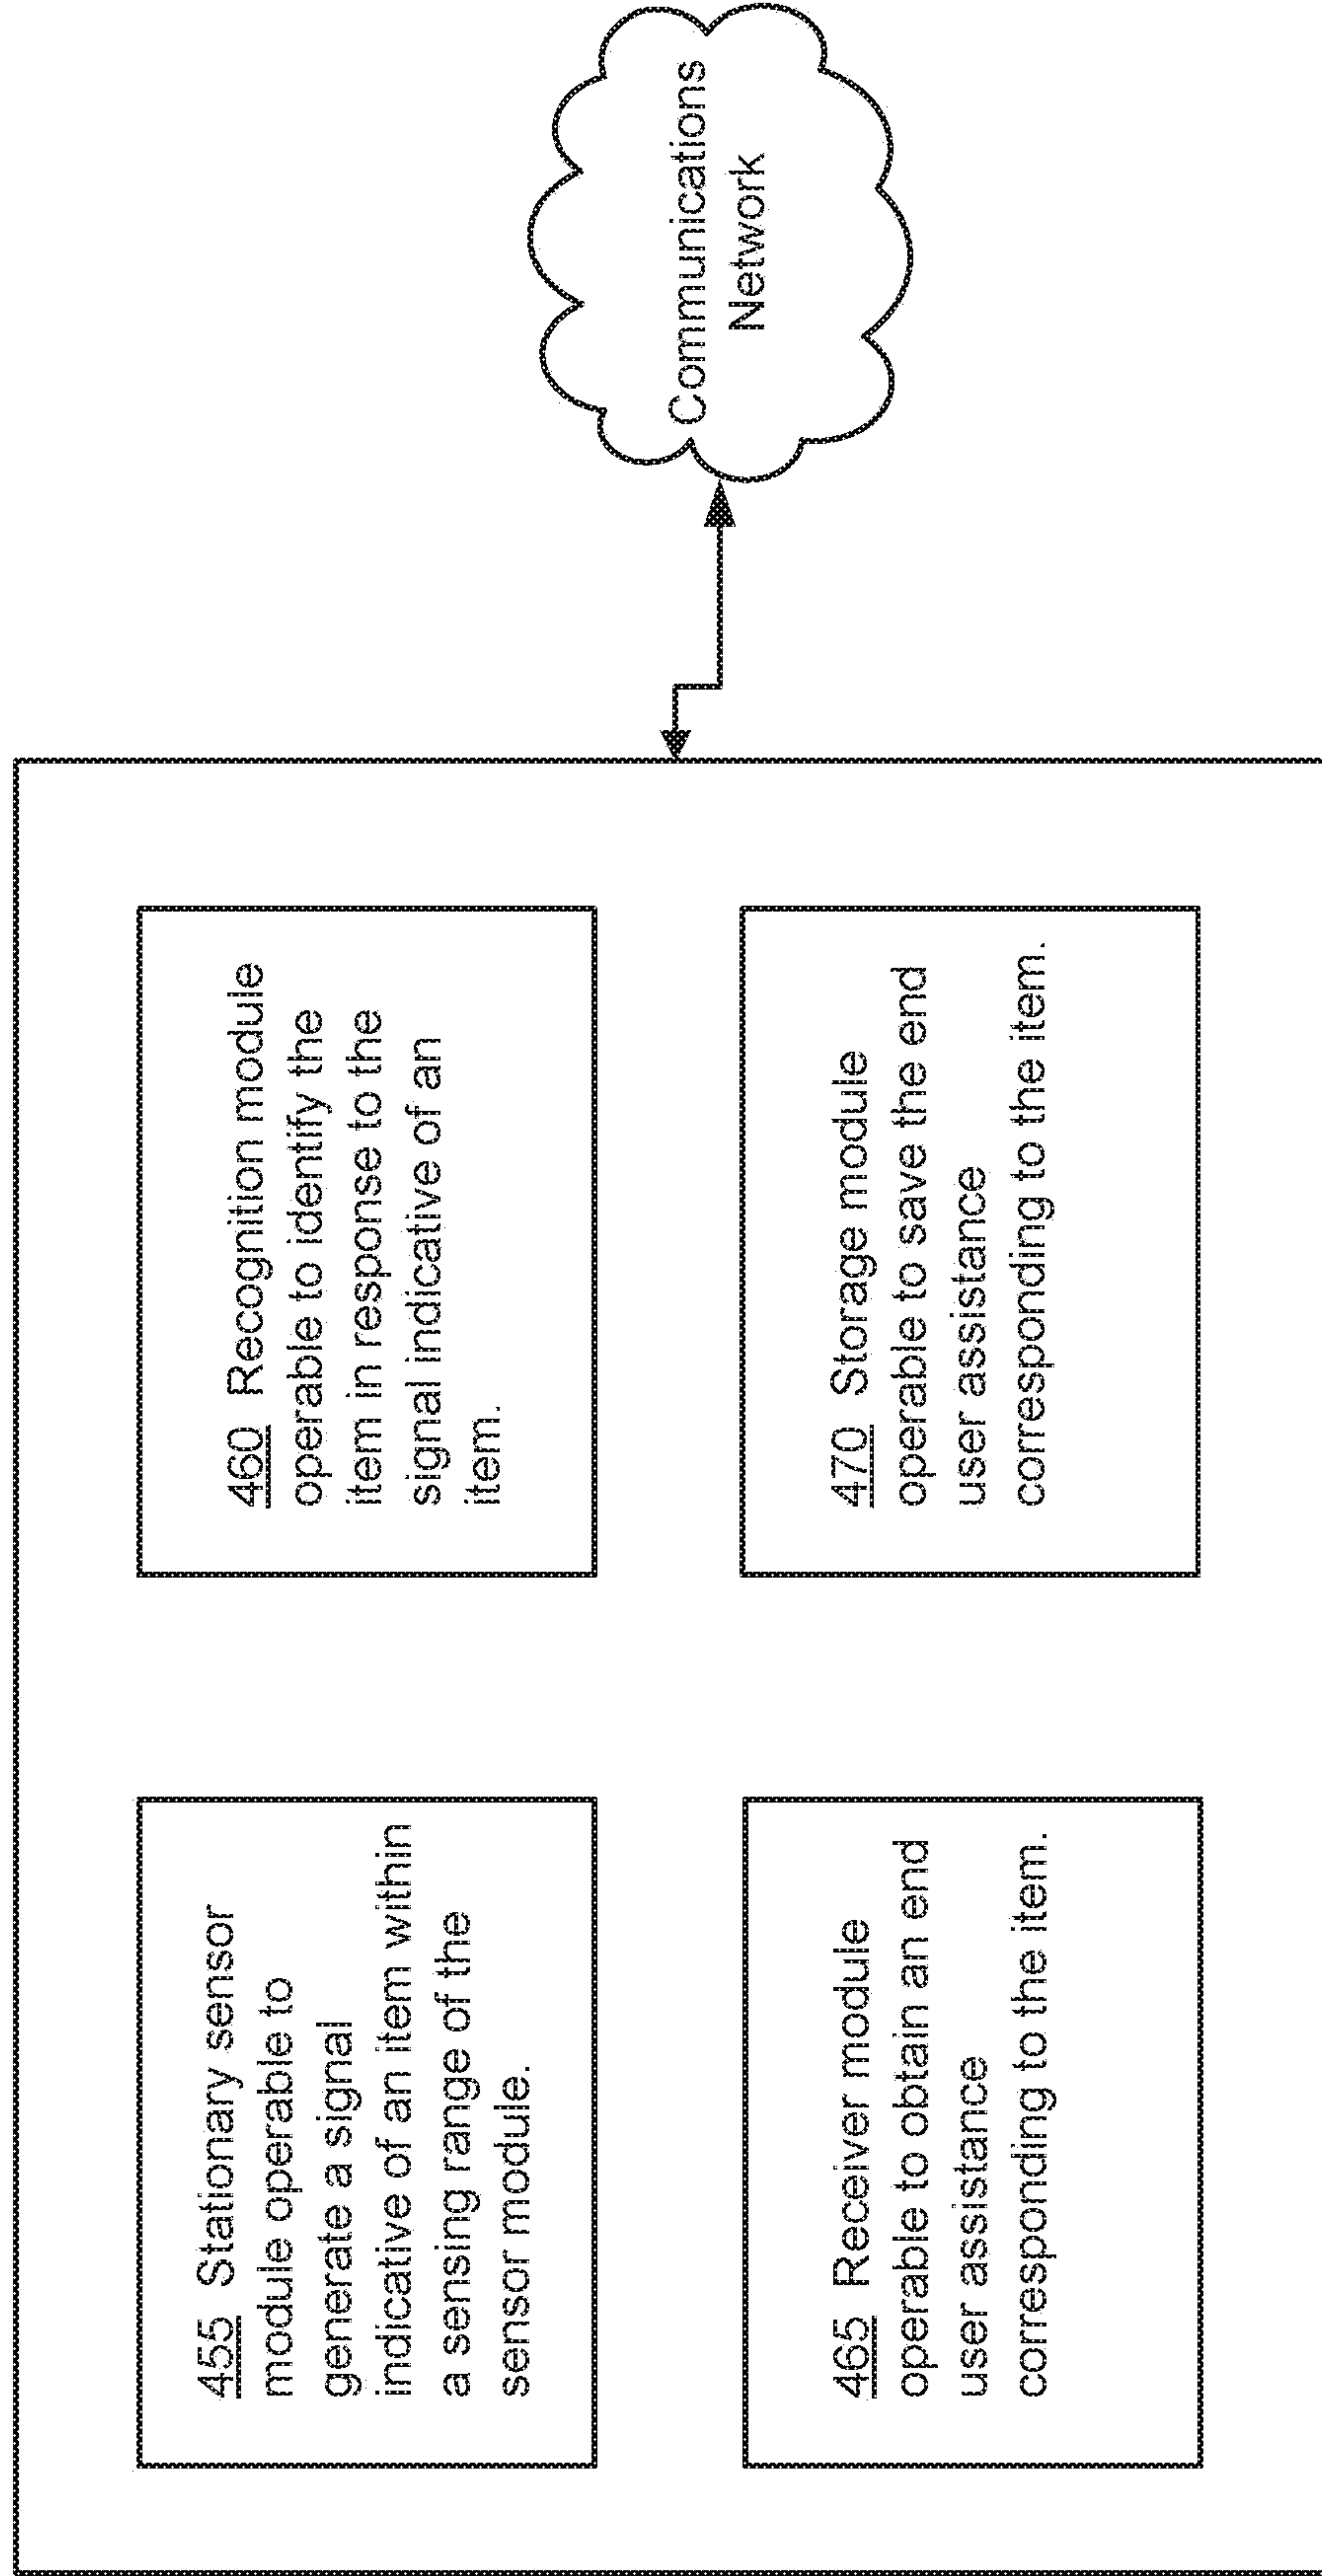 455 Stationary sensor
module operable to
generate a signal
indicative of an item within
a sensing range of the
sensor module.
460 Recognition module
operable to identify the
item in response to the
signal indicative of an
item.
465 Receiver module
operable to obtain an end
user assistance
corresponding to the item.
470 Storage module
operable to save the end
user assistance
corresponding to the item.
Communications
Network